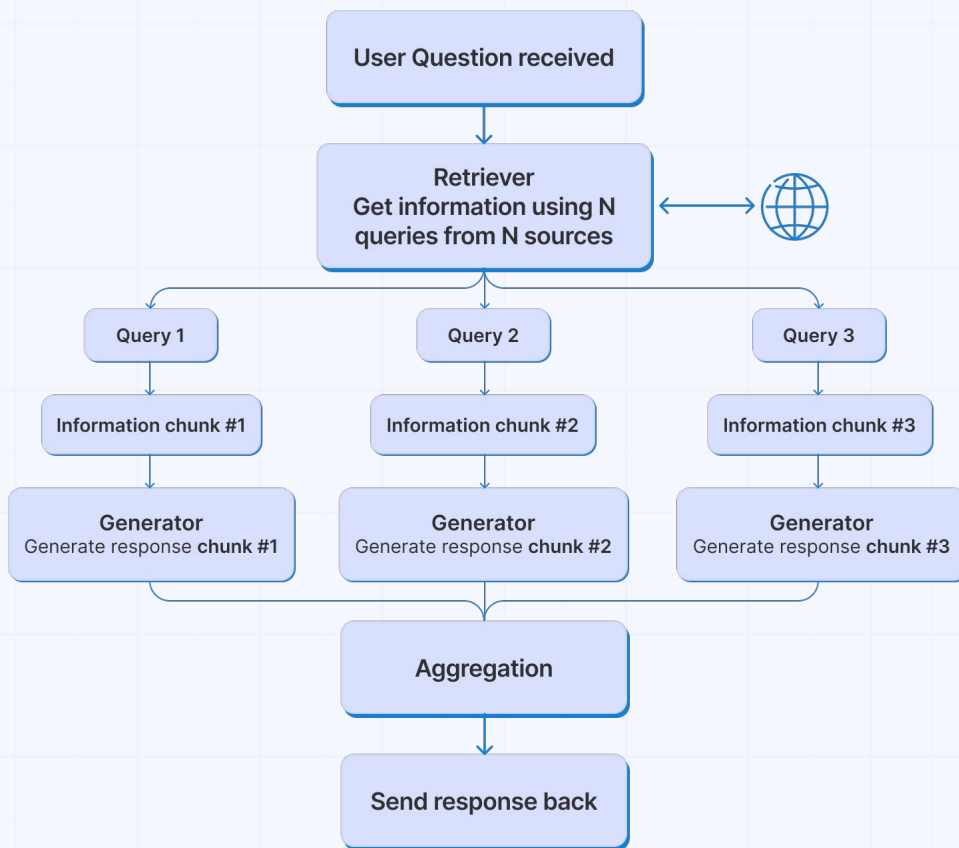 User Question received
Retriever
Get information using N
queries from N sources
Query 1
Query 2
Query 3
Information chunk #1
Information chunk #2
Information chunk #3
Generator
Generate response chunk #1
Generator
Generate response chunk #2
Generator
Generate response chunk #3
Aggregation
Send response back